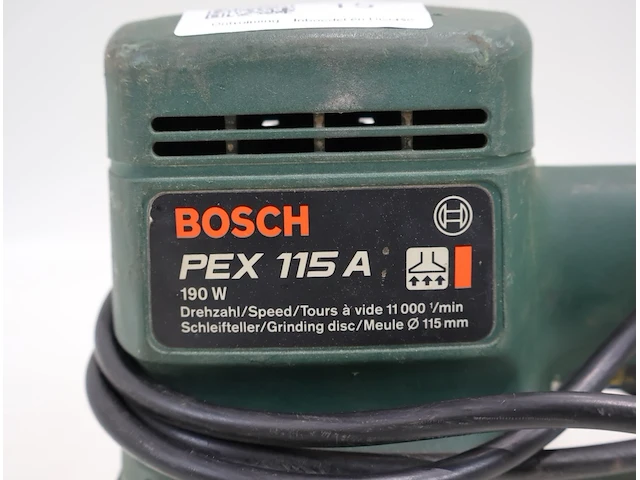 BOSCH
PEX 115 A
190 W
Drehzahl/Speed/Tours à vide 11 000 ¹/min
Schleifteller/Grinding disc/Meule Ø 115 mm